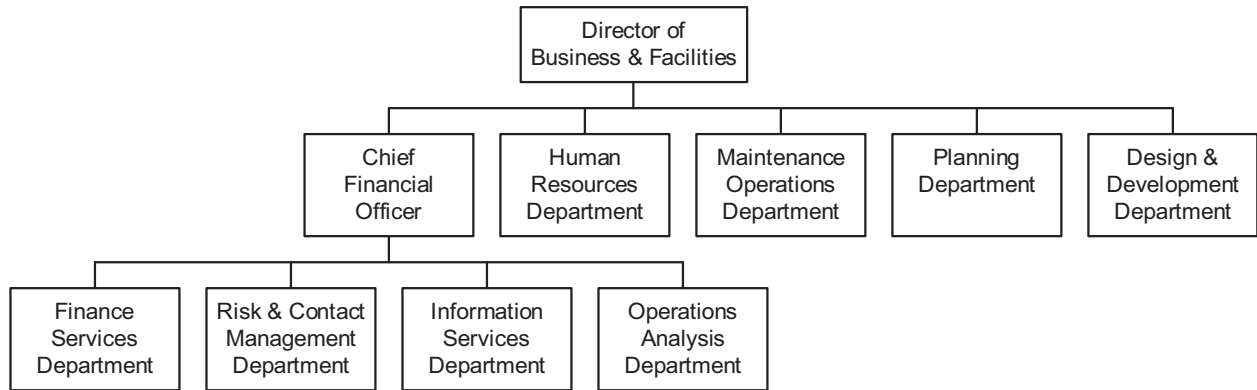 Director of
Business & Facilities
Chief
Financial
Officer
Human
Resources
Department
Maintenance
Operations
Department
Planning
Department
Design &
Development
Department
Finance
Services
Department
Risk & Contact
Management
Department
Information
Services
Department
Operations
Analysis
Department